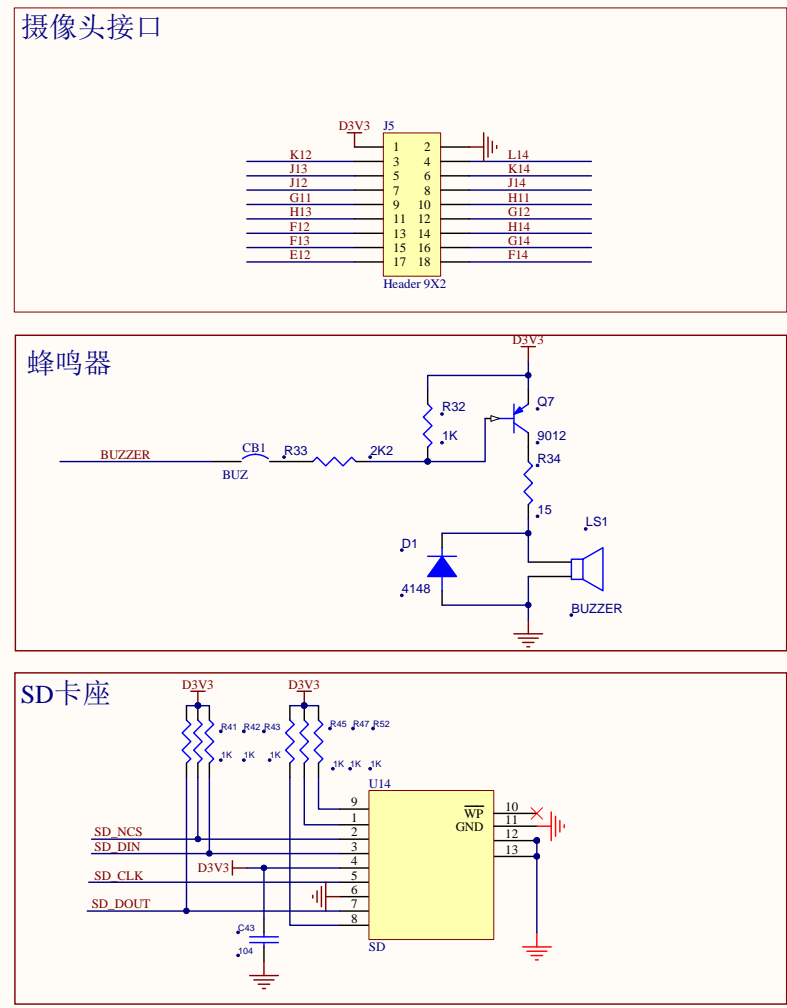 摄像头接口
D3V3 J5
1 2
K12 3 4 L14
J13 5 6 K14
J12 7 8 J14
G11 9 10 H11
H13 11 12 G12
F12 13 14 H14
F13 15 16 G14
E12 17 18 F14
Header 9X2
蜂鸣器
D3V3
R32 Q7
1K 9012
BUZZER CB1 R33 2K2 R34
BUZ
15
LS1
D1
4148
BUZZER
SD卡座
D3V3 D3V3
R41 R42 R43 R45 R47 R52
1K 1K 1K 1K 1K 1K
U14
9 WP 10
1 GND 11
SD_NCS 2 12
SD_DIN 3 13
D3V3 4
SD_CLK 5
6
SD_DOUT 7
8
C43
104
SD